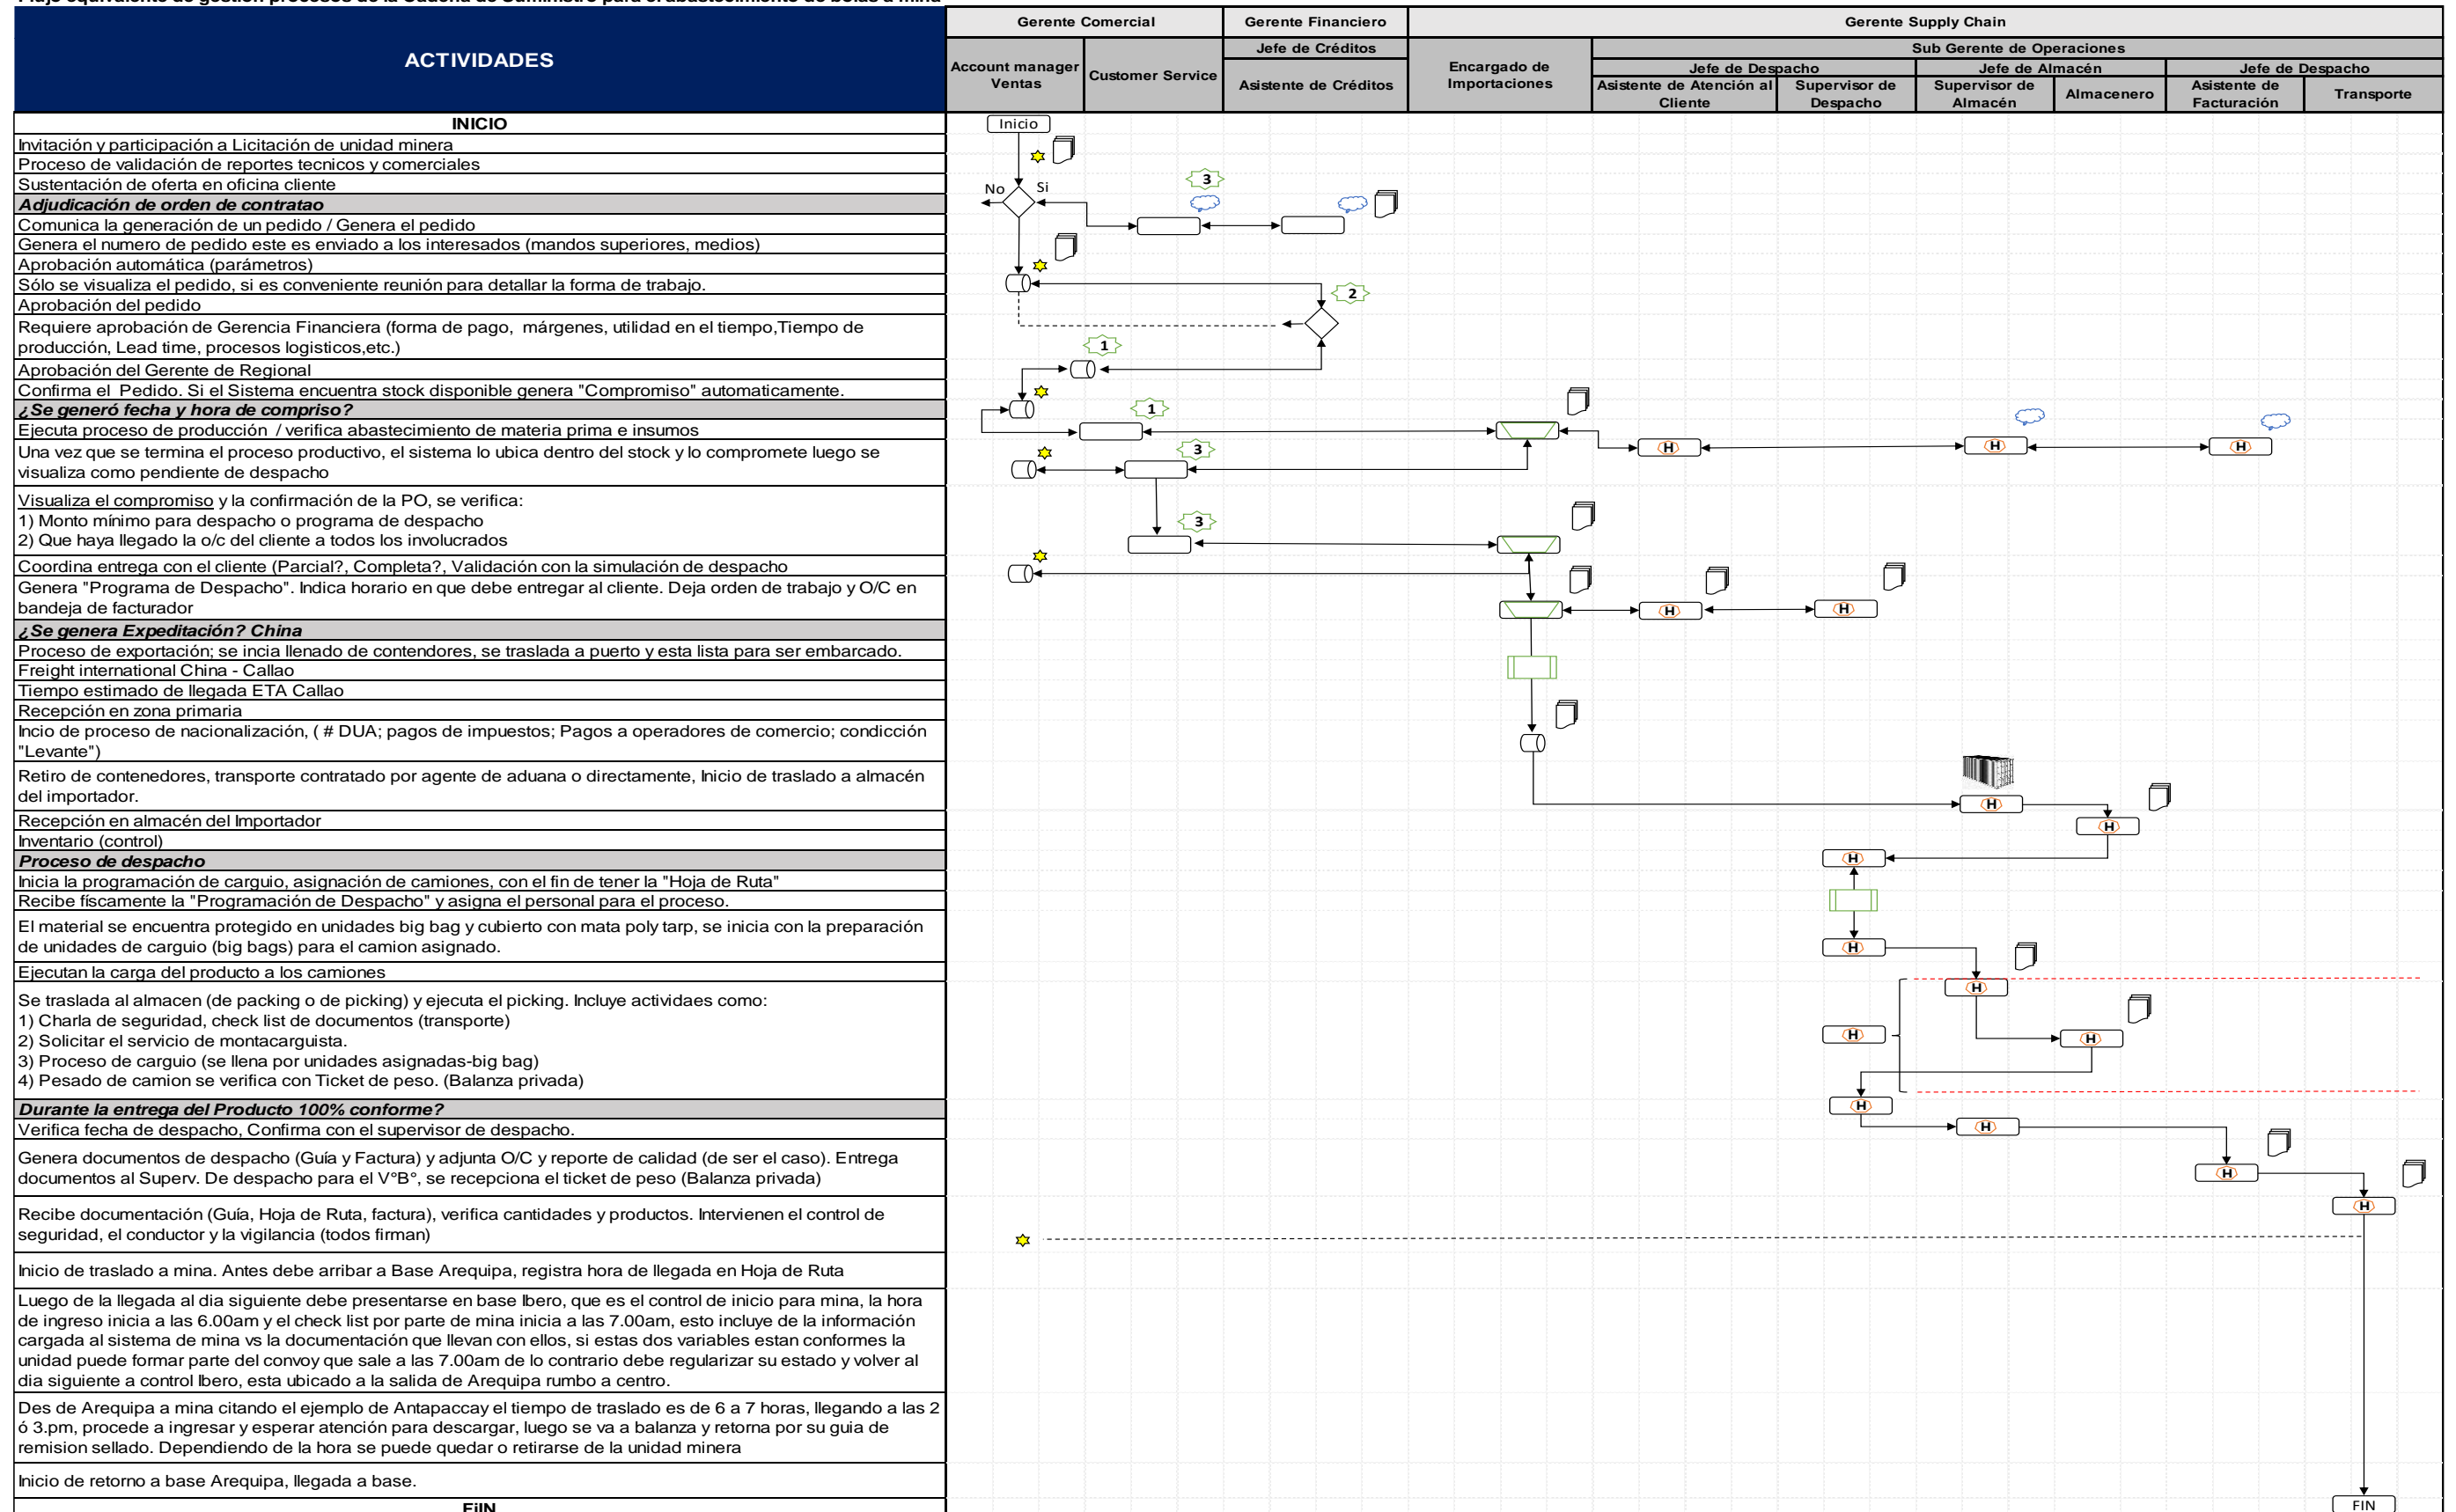 Flujo equivalente de gestión procesos de la Cadena de Suministro para el abastecimiento de bolas a mina
ACTIVIDADES
Gerente Comercial
Gerente Financiero
Gerente Supply Chain
Jefe de Créditos
Sub Gerente de Operaciones
Account manager
Ventas
Customer Service
Asistente de Créditos
Encargado de
Importaciones
Jefe de Despacho
Jefe de Almacén
Jefe de Despacho
Asistente de Atención al
Cliente
Supervisor de
Despacho
Supervisor de
Almacén
Almacenero
Asistente de
Facturación
Transporte
INICIO
Inicio
Invitación y participación a Licitación de unidad minera
Proceso de validación de reportes tecnicos y comerciales
Sustentación de oferta en oficina cliente
3
No
Si
Adjudicación de orden de contratao
Comunica la generación de un pedido / Genera el pedido
Genera el numero de pedido este es enviado a los interesados (mandos superiores, medios)
Aprobación automática (parámetros)
Sólo se visualiza el pedido, si es conveniente reunión para detallar la forma de trabajo.
2
Aprobación del pedido
Requiere aprobación de Gerencia Financiera (forma de pago, márgenes, utilidad en el tiempo,Tiempo de
producción, Lead time, procesos logisticos,etc.)
1
Aprobación del Gerente de Regional
Confirma el Pedido. Si el Sistema encuentra stock disponible genera "Compromiso" automaticamente.
¿Se generó fecha y hora de compriso?
1
Ejecuta proceso de producción / verifica abastecimiento de materia prima e insumos
Una vez que se termina el proceso productivo, el sistema lo ubica dentro del stock y lo compromete luego se
visualiza como pendiente de despacho
3
H
H
H
Visualiza el compromiso y la confirmación de la PO, se verifica:
1) Monto mínimo para despacho o programa de despacho
2) Que haya llegado la o/c del cliente a todos los involucrados
3
Coordina entrega con el cliente (Parcial?, Completa?, Validación con la simulación de despacho
Genera "Programa de Despacho". Indica horario en que debe entregar al cliente. Deja orden de trabajo y O/C en
bandeja de facturador
H
H
¿Se genera Expeditación? China
Proceso de exportación; se incia llenado de contendores, se traslada a puerto y esta lista para ser embarcado.
Freight international China - Callao
Tiempo estimado de llegada ETA Callao
Recepción en zona primaria
Incio de proceso de nacionalización, ( # DUA; pagos de impuestos; Pagos a operadores de comercio; condicción
"Levante")
Retiro de contenedores, transporte contratado por agente de aduana o directamente, Inicio de traslado a almacén
del importador.
H
Recepción en almacén del Importador
H
Inventario (control)
Proceso de despacho
H
Inicia la programación de carguio, asignación de camiones, con el fin de tener la "Hoja de Ruta"
Recibe físcamente la "Programación de Despacho" y asigna el personal para el proceso.
El material se encuentra protegido en unidades big bag y cubierto con mata poly tarp, se inicia con la preparación
de unidades de carguio (big bags) para el camion asignado.
H
Ejecutan la carga del producto a los camiones
H
Se traslada al almacen (de packing o de picking) y ejecuta el picking. Incluye actividaes como:
1) Charla de seguridad, check list de documentos (transporte)
2) Solicitar el servicio de montacarguista.
3) Proceso de carguio (se llena por unidades asignadas-big bag)
4) Pesado de camion se verifica con Ticket de peso. (Balanza privada)
H
H
Durante la entrega del Producto 100% conforme?
H
Verifica fecha de despacho, Confirma con el supervisor de despacho.
H
Genera documentos de despacho (Guía y Factura) y adjunta O/C y reporte de calidad (de ser el caso). Entrega
documentos al Superv. De despacho para el V°B°, se recepciona el ticket de peso (Balanza privada)
H
Recibe documentación (Guía, Hoja de Ruta, factura), verifica cantidades y productos. Intervienen el control de
seguridad, el conductor y la vigilancia (todos firman)
H
Inicio de traslado a mina. Antes debe arribar a Base Arequipa, registra hora de llegada en Hoja de Ruta
Luego de la llegada al dia siguiente debe presentarse en base Ibero, que es el control de inicio para mina, la hora
de ingreso inicia a las 6.00am y el check list por parte de mina inicia a las 7.00am, esto incluye de la información
cargada al sistema de mina vs la documentación que llevan con ellos, si estas dos variables estan conformes la
unidad puede formar parte del convoy que sale a las 7.00am de lo contrario debe regularizar su estado y volver al
dia siguiente a control Ibero, esta ubicado a la salida de Arequipa rumbo a centro.
Des de Arequipa a mina citando el ejemplo de Antapaccay el tiempo de traslado es de 6 a 7 horas, llegando a las 2
ó 3.pm, procede a ingresar y esperar atención para descargar, luego se va a balanza y retorna por su guia de
remision sellado. Dependiendo de la hora se puede quedar o retirarse de la unidad minera
Inicio de retorno a base Arequipa, llegada a base.
FiIN
FIN